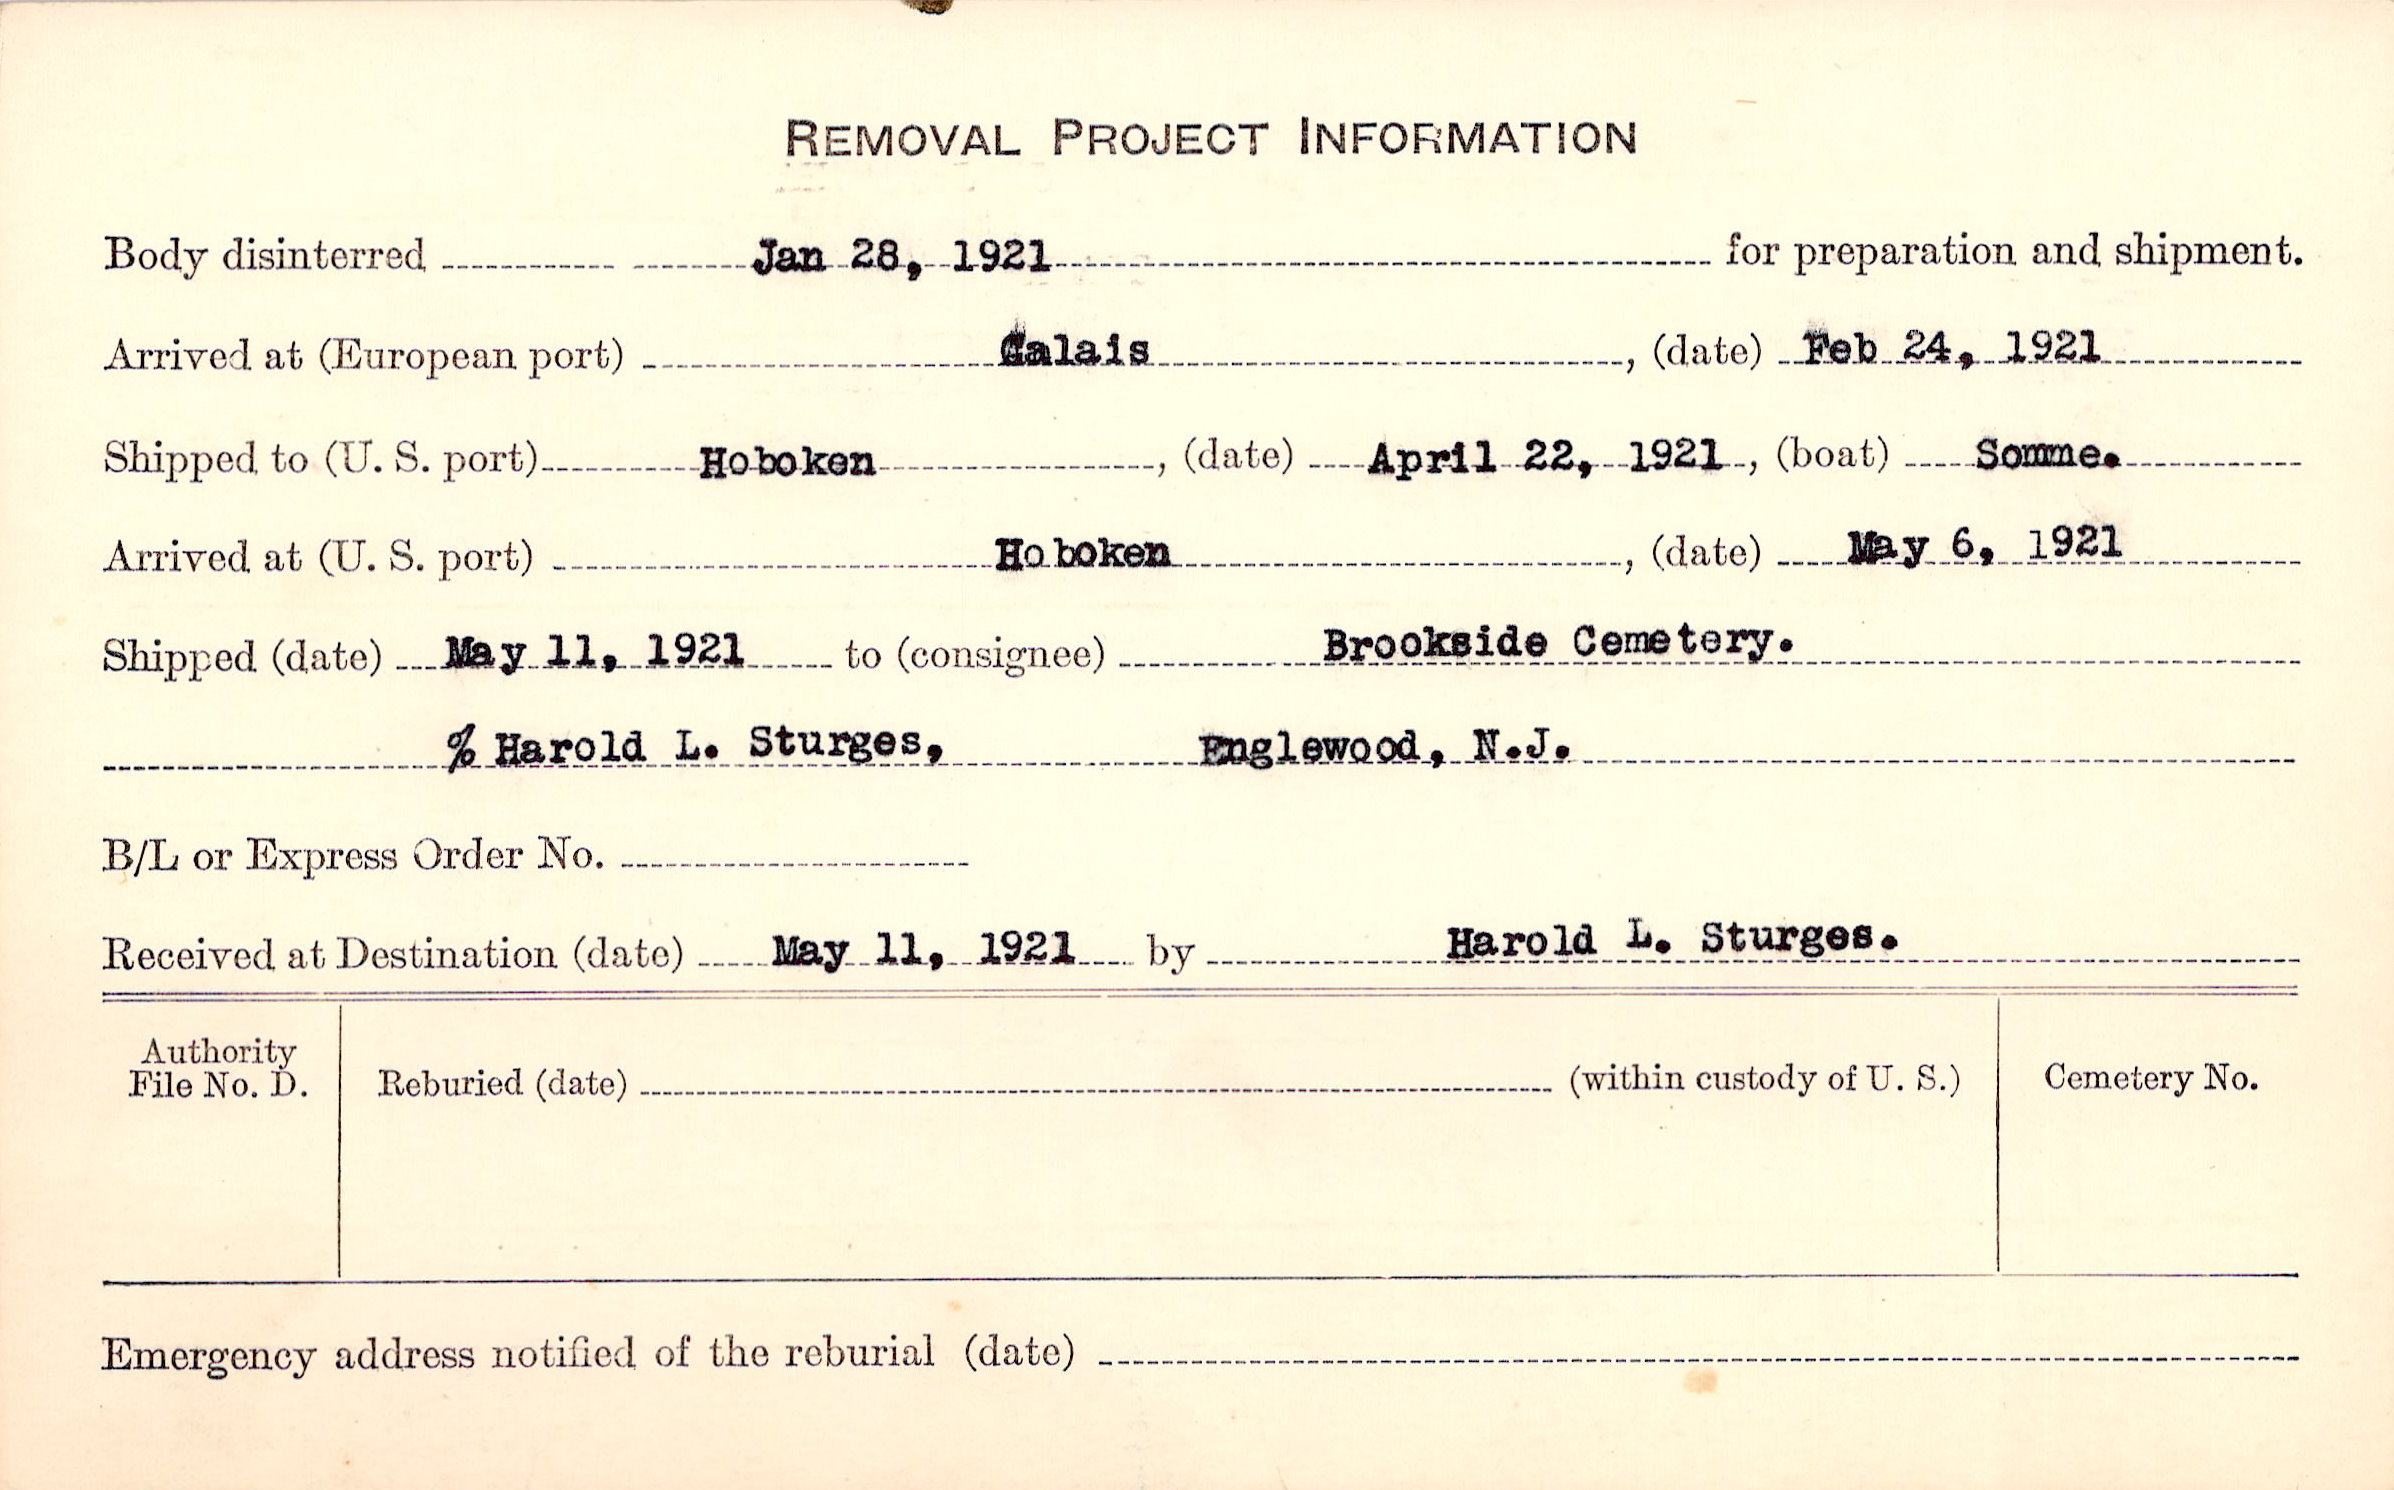 REMOVAL PROJECT INFORMATION
Body disinterred Jan 28, 1921 for preparation and shipment.
Arrived at (European port) Calais, (date) Feb 24, 1921
Shipped to (U. S. port) Hoboken, (date) April 22, 1921, (boat) Somme.
Arrived at (U. S. port) Hoboken, (date) May 6, 1921
Shipped (date) May 11, 1921 to (consignee) Brookside Cemetery.
% Harold L. Sturges, Englewood, N.J.
B/L or Express Order No.
Received at Destination (date) May 11, 1921 by Harold L. Sturges.
Authority
File No. D.
Reburied (date) (within custody of U. S.)
Cemetery No.
Emergency address notified of the reburial (date)